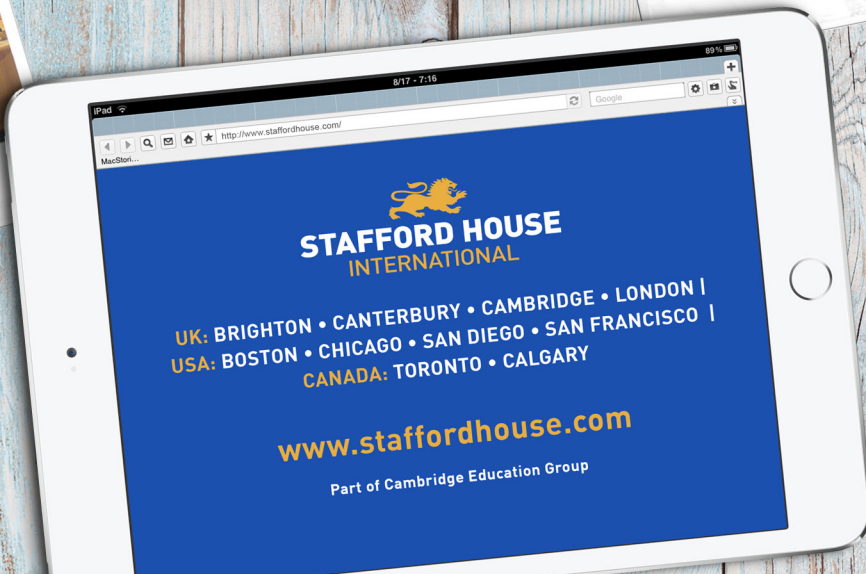 iPad
8/17 - 7:16
89%
http://www.staffordhouse.com/
Google
MacStori...
STAFFORD HOUSE
INTERNATIONAL
UK: BRIGHTON • CANTERBURY • CAMBRIDGE • LONDON |
USA: BOSTON • CHICAGO • SAN DIEGO • SAN FRANCISCO |
CANADA: TORONTO • CALGARY
www.staffordhouse.com
Part of Cambridge Education Group